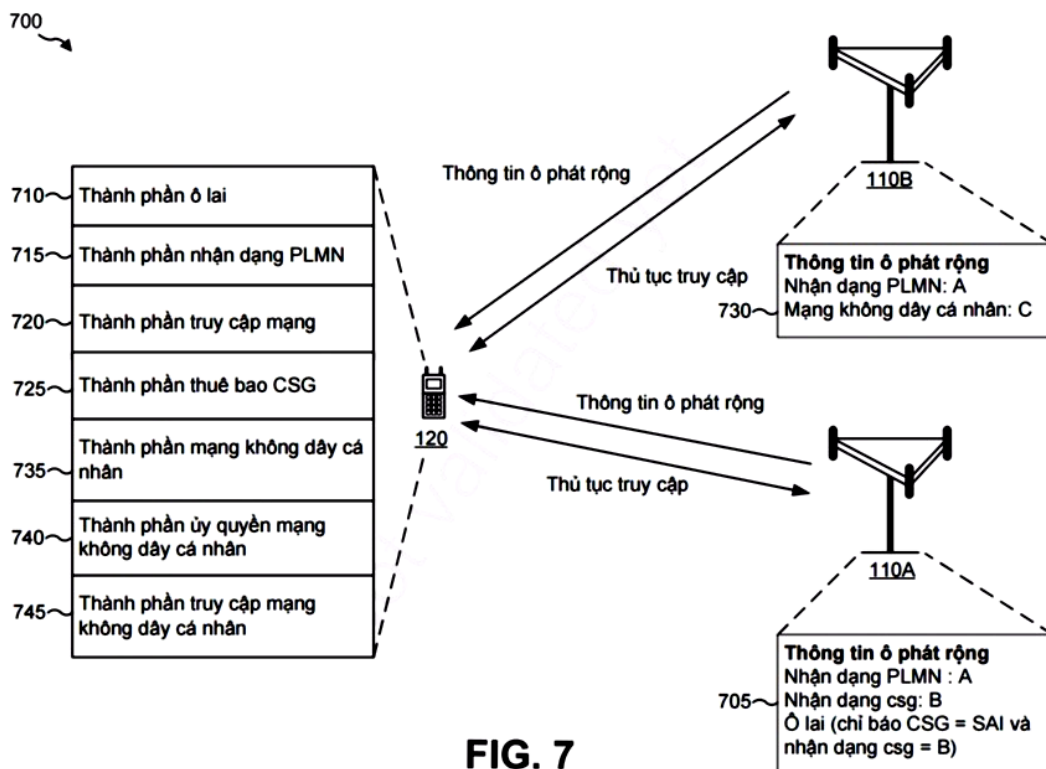 700
710
Thành phần ô lai
715
Thành phần nhận dạng PLMN
720
Thành phần truy cập mạng
725
Thành phần thuê bao CSG
735
Thành phần mạng không dây cá
nhân
740
Thành phần ủy quyền mạng
không dây cá nhân
745
Thành phần truy cập mạng
không dây cá nhân
120
Thông tin ô phát rộng
Thủ tục truy cập
Thông tin ô phát rộng
Thủ tục truy cập
110B
Thông tin ô phát rộng
Nhận dạng PLMN: A
730
Mạng không dây cá nhân: C
110A
Thông tin ô phát rộng
Nhận dạng PLMN : A
705
Nhận dạng csg: B
Ô lai (chỉ báo CSG = SAI và
nhận dạng csg = B)
FIG. 7